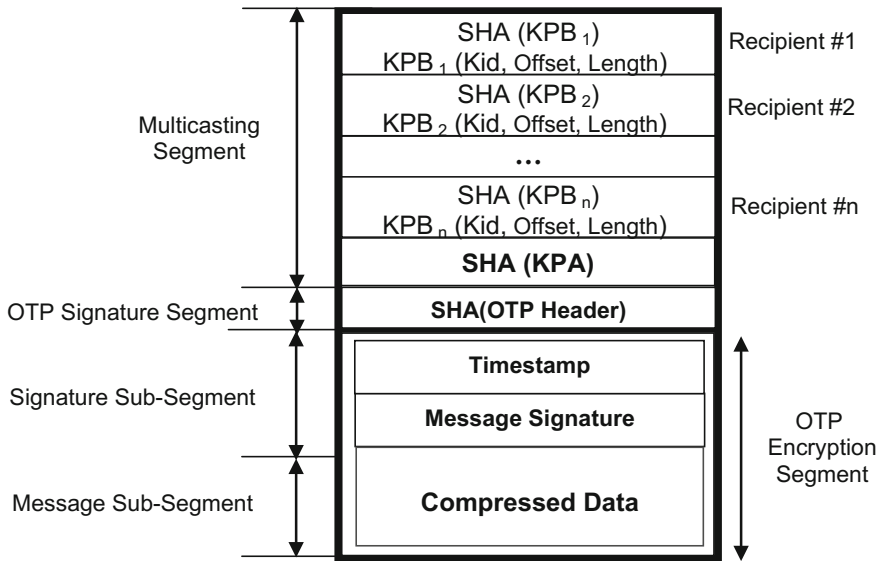 SHA (KPB 1)
KPB 1 (Kid, Offset, Length)
Recipient #1
SHA (KPB 2)
KPB 2 (Kid, Offset, Length)
Recipient #2
Multicasting
Segment
...
SHA (KPB n)
KPB n (Kid, Offset, Length)
Recipient #n
SHA (KPA)
OTP Signature Segment
SHA(OTP Header)
Timestamp
Signature Sub-Segment
Message Signature
OTP
Encryption
Segment
Message Sub-Segment
Compressed Data